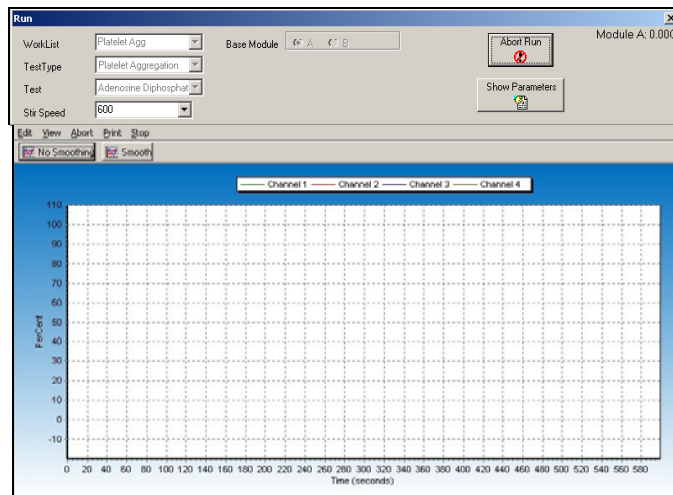 Run
WorkList Platelet Agg Base Module A B Abort Run Module A: 0.000
TestType Platelet Aggregation
Test Adenosine Diphosphat Show Parameters
Stir Speed 600
Edit View Abort Print Stop
No Smoothing Smooth
Channel 1 Channel 2 Channel 3 Channel 4
110
100
90
80
70
60
50
40
30
20
10
0
-10
PerCent
0 20 40 60 80 100 120 140 160 180 200 220 240 260 280 300 320 340 360 380 400 420 440 460 480 500 520 540 560 580
Time (seconds)